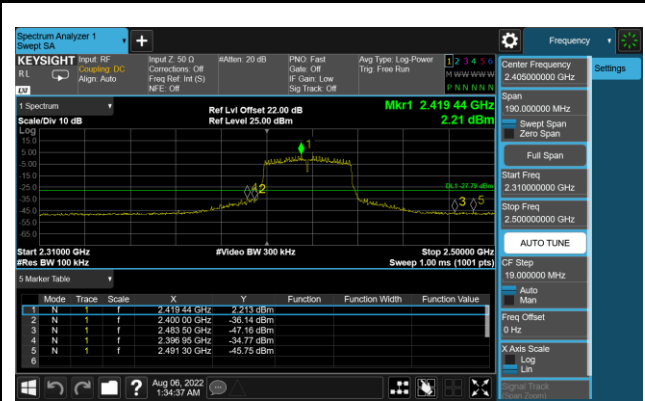 Spectrum Analyzer 1
Swept SA
+
Frequency
KEYSIGHT
RL
LXI
Input: RF
Coupling: DC
Align: Auto
Input Z: 50 Ω
Corrections: Off
Freq Ref: Int (S)
NFE: Off
#Atten: 20 dB
PNO: Fast
Gate: Off
IF Gain: Low
Sig Track: Off
Avg Type: Log-Power
Trig: Free Run
1 2 3 4 5 6
M W W W W W
P N N N N N
1 Spectrum
Scale/Div 10 dB
Ref Lvl Offset 22.00 dB
Ref Level 25.00 dBm
Mkr1 2.419 44 GHz
2.21 dBm
Log
15.0
5.00
-5.00
-15.0
-25.0
-35.0
-45.0
-55.0
-65.0
1
4 2
3 5
DL1 -27.79 dBm
Start 2.31000 GHz
#Res BW 100 kHz
#Video BW 300 kHz
Stop 2.50000 GHz
Sweep 1.00 ms (1001 pts)
5 Marker Table
Mode Trace Scale X Y Function Function Width Function Value
1 N 1 f 2.419 44 GHz 2.213 dBm
2 N 1 f 2.400 00 GHz -36.14 dBm
3 N 1 f 2.483 50 GHz -47.16 dBm
4 N 1 f 2.396 95 GHz -34.77 dBm
5 N 1 f 2.491 30 GHz -45.75 dBm
6
Aug 06, 2022
1:34:37 AM
Center Frequency
2.405000000 GHz
Settings
Span
190.000000 MHz
Swept Span
Zero Span
Full Span
Start Freq
2.310000000 GHz
Stop Freq
2.500000000 GHz
AUTO TUNE
CF Step
19.000000 MHz
Auto
Man
Freq Offset
0 Hz
X Axis Scale
Log
Lin
Signal Track
(Span Zoom)